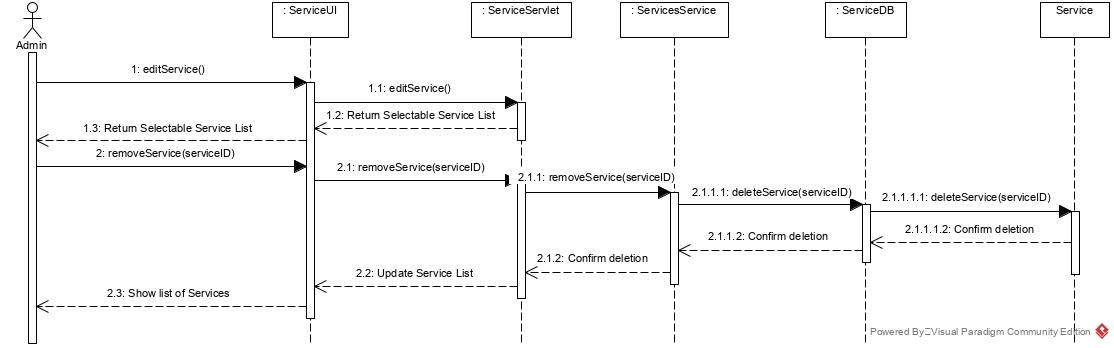 : ServiceUI
: ServiceServlet
: ServicesService
: ServiceDB
Service
Admin
1: editService()
1.1: editService()
1.2: Return Selectable Service List
1.3: Return Selectable Service List
2: removeService(serviceID)
2.1: removeService(serviceID)
2.1.1: removeService(serviceID)
2.1.1.1: deleteService(serviceID)
2.1.1.1.1: deleteService(serviceID)
2.1.1.1.2: Confirm deletion
2.1.1.2: Confirm deletion
2.1.2: Confirm deletion
2.2: Update Service List
2.3: Show list of Services
Powered By Visual Paradigm Community Edition